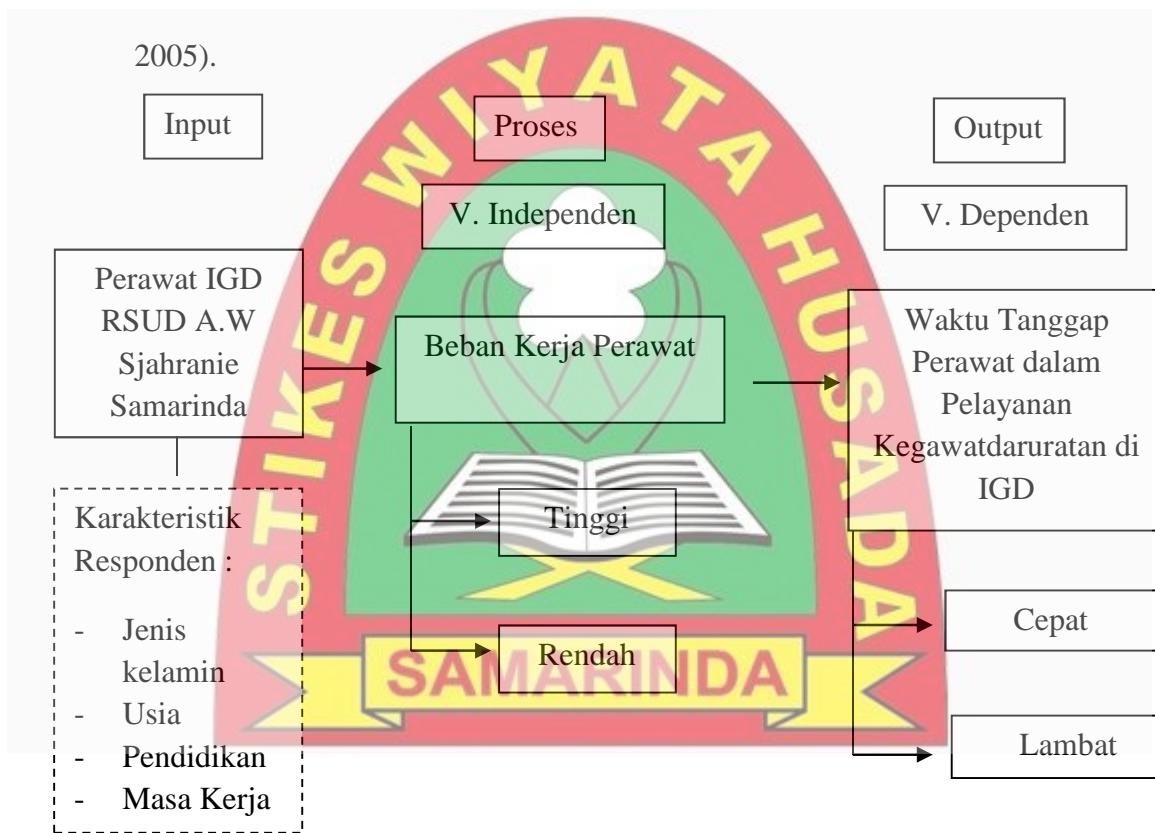 2005).
Input
Proses
Output
V. Independen
V. Dependen
Perawat IGD
RSUD A.W
Sjahranie
Samarinda
Beban Kerja Perawat
Waktu Tanggap
Perawat dalam
Pelayanan
Kegawatdaruratan di
IGD
Karakteristik
Responden :
- Jenis
kelamin
- Usia
- Pendidikan
- Masa Kerja
Tinggi
Rendah
Cepat
Lambat
STIKES WIYATA HUSADA
SAMARINDA